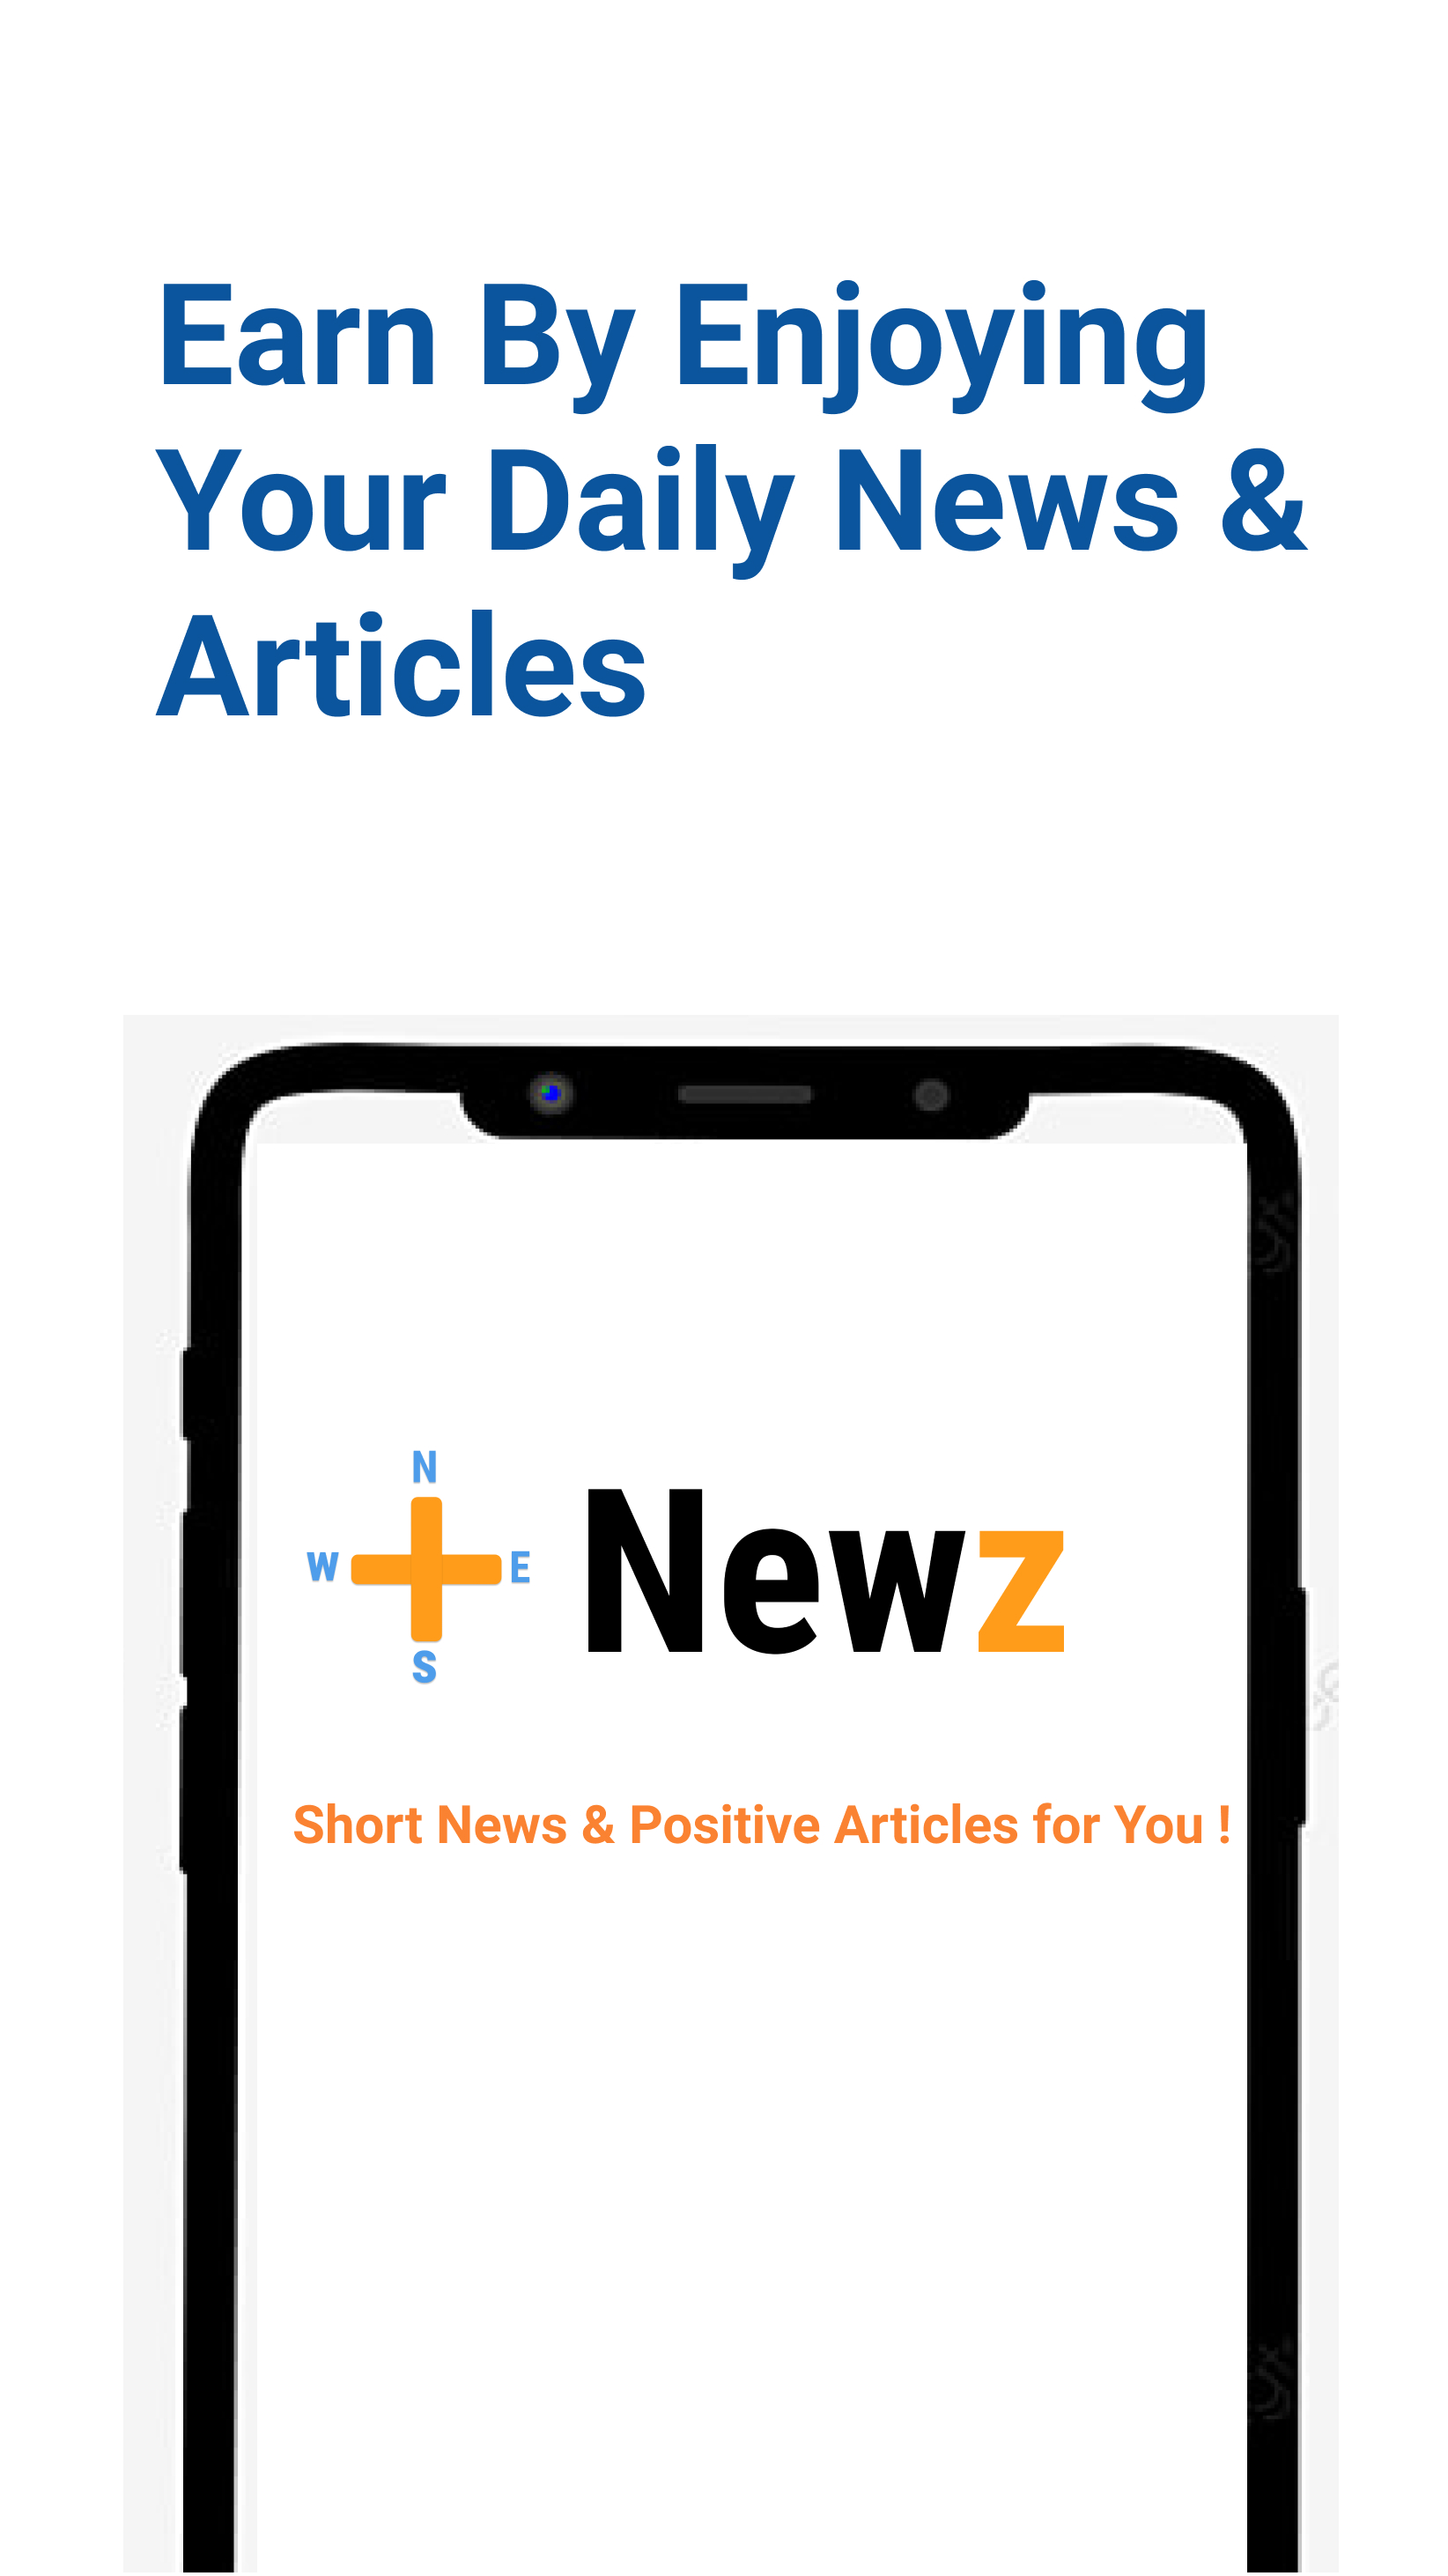 Earn By Enjoying
Your Daily News &
Articles
N
W E
S
Newz
Short News & Positive Articles for You !